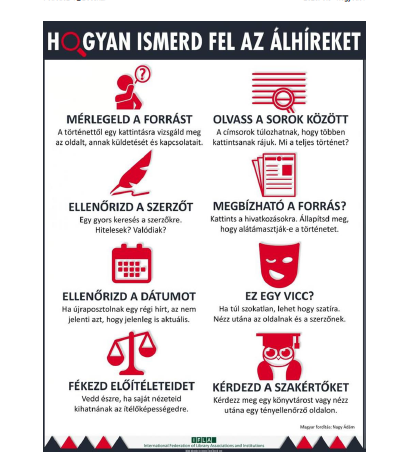 HOGYAN ISMERD FEL AZ ÁLHÍREKET
MÉRLEGELD A FORRÁST
A történettől egy kattintásra vizsgáld meg
az oldalt, annak küldetését és kapcsolatait.
OLVASS A SOROK KÖZÖTT
A címsorok túlozhatnak, hogy többen
kattintsanak rájuk. Mi a teljes történet?
ELLENŐRIZD A SZERZŐT
Egy gyors keresés a szerzőkre.
Hitelesek? Valódiak?
MEGBÍZHATÓ A FORRÁS?
Kattints a hivatkozásokra. Állapítsd meg,
hogy alátámasztják-e a történetet.
ELLENŐRIZD A DÁTUMOT
Ha újraposztolnak egy régi hírt, az nem
jelenti azt, hogy jelenleg is aktuális.
EZ EGY VICC?
Ha túl szokatlan, lehet hogy szatíra.
Nézz utána az oldalnak és a szerzőnek.
FÉKEZD ELŐÍTÉLETEIDET
Vedd észre, ha saját nézeteid
kihatnának az ítélőképességedre.
KÉRDEZD A SZAKÉRTŐKET
Kérdezz meg egy könyvtárost vagy nézz
utána egy tényellenőrző oldalon.
Magyar fordítás: Nagy Ádám
IFLA
International Federation of Library Associations and Institutions